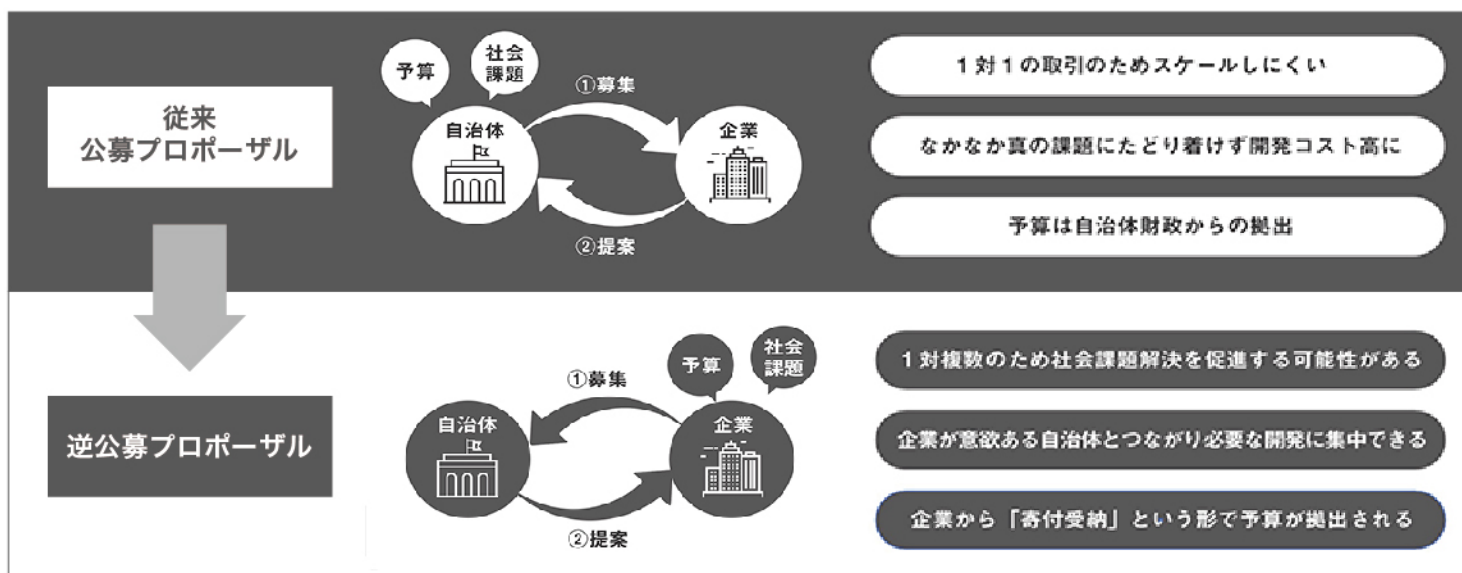 従来
公募プロポーザル
予算
社会
課題
①募集
自治体
企業
②提案
1対1の取引のためスケールしにくい
なかなか真の課題にたどり着けず開発コスト高に
予算は自治体財政からの拠出
逆公募プロポーザル
予算
社会
課題
①募集
自治体
企業
②提案
1対複数のため社会課題解決を促進する可能性がある
企業が意欲ある自治体とつながり必要な開発に集中できる
企業から「寄付受納」という形で予算が拠出される